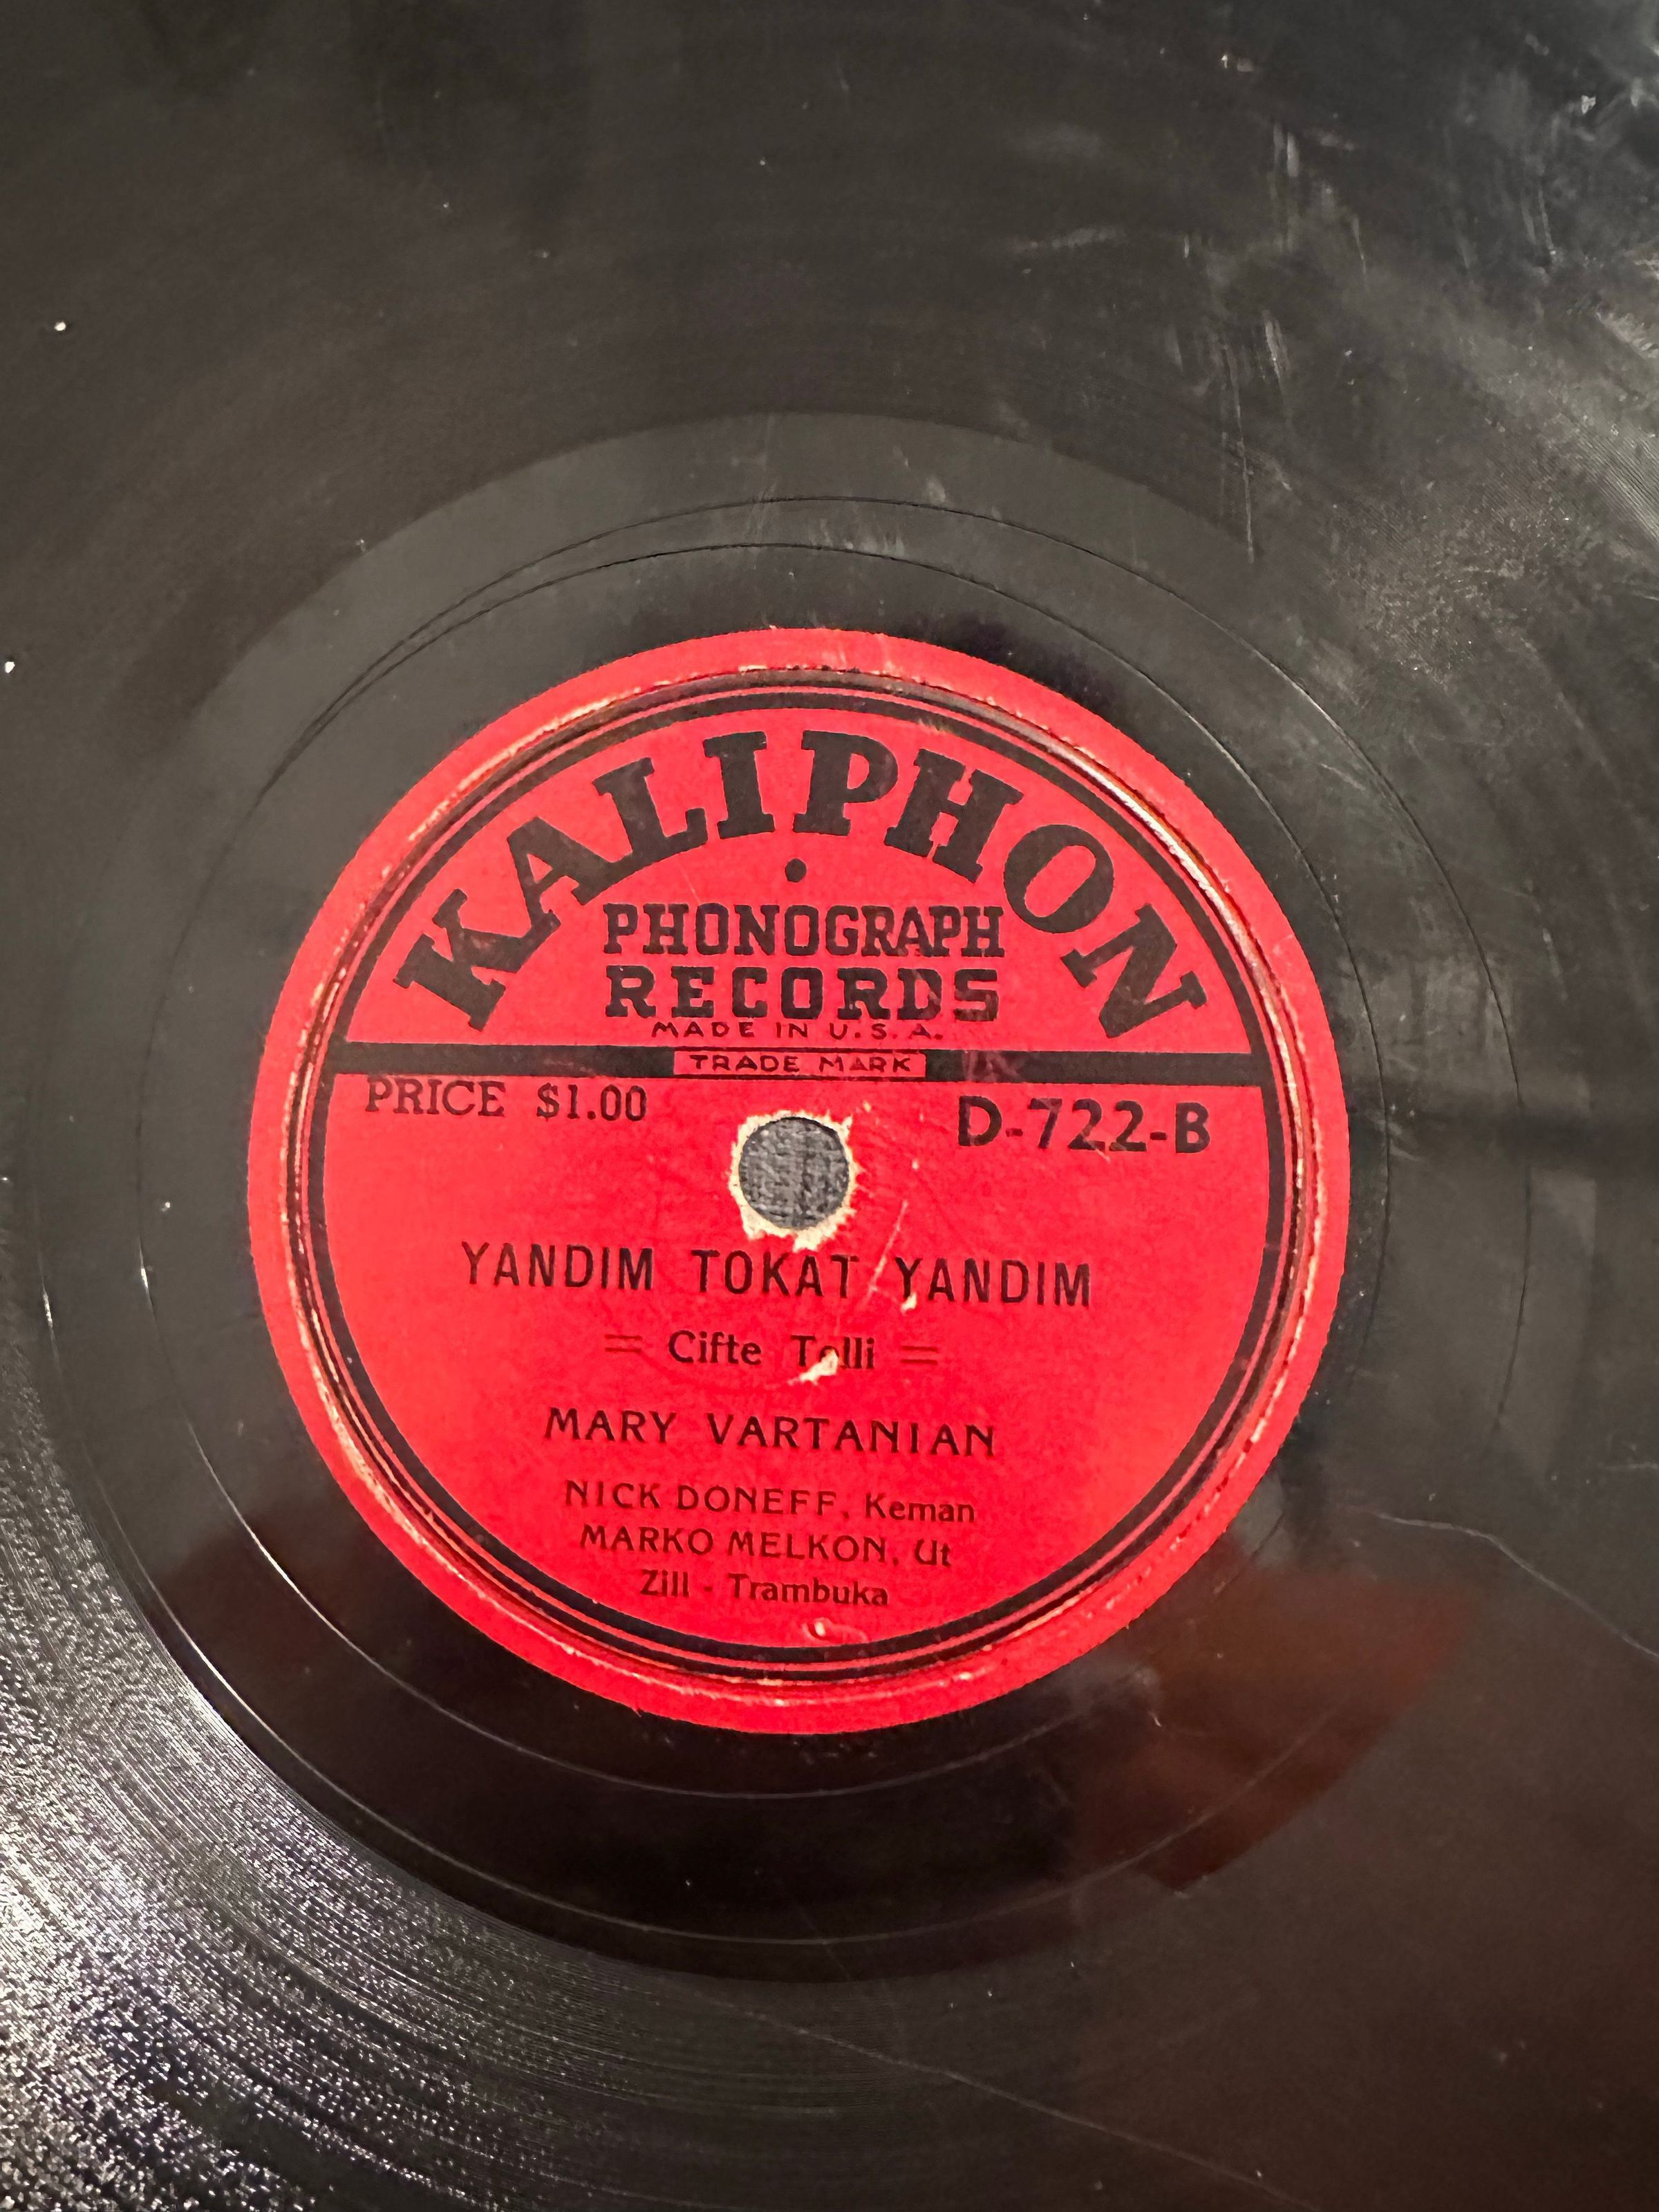 KALIPHON
PHONOGRAPH
RECORDS
MADE IN U.S.A.
TRADE MARK
PRICE $1.00 D-722-B
YANDIM TOKAT YANDIM
= Cifte Telli =
MARY VARTANIAN
NICK DONEFF, Keman
MARKO MELKON, Ut
Zill - Trambuka